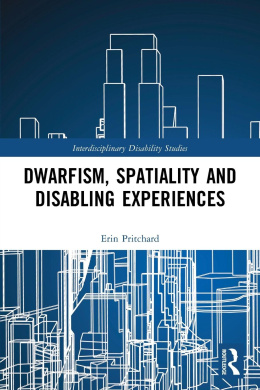 Interdisciplinary Disability Studies
DWARFISM, SPATIALITY AND
DISABLING EXPERIENCES
Erin Pritchard
ROUTLEDGE